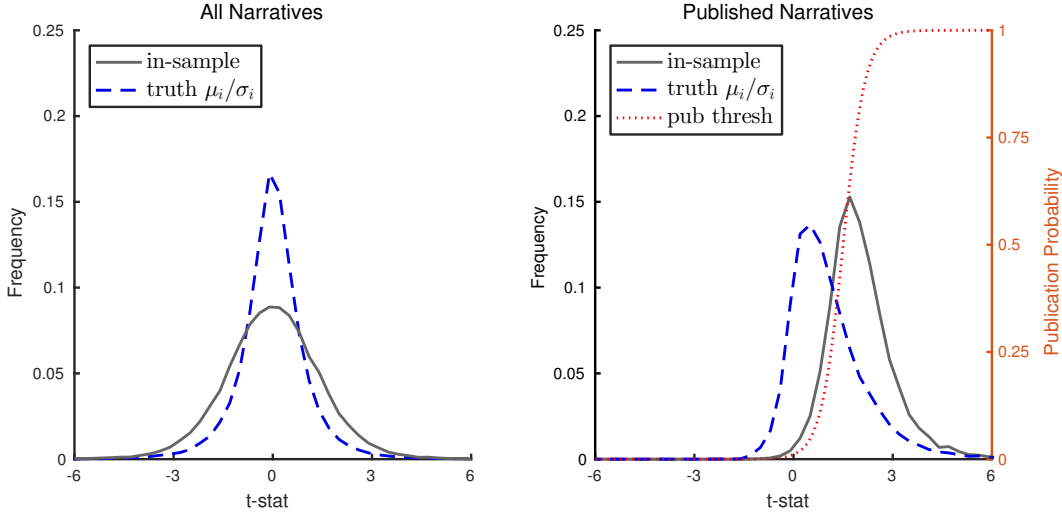 All Narratives
0.25
0.2
0.15
0.1
0.05
0
Frequency
in-sample
truth μᵢ/σᵢ
-6
-3
0
3
6
t-stat
Published Narratives
0.25
0.2
0.15
0.1
0.05
0
Frequency
in-sample
truth μᵢ/σᵢ
pub thresh
1
0.75
0.5
0.25
0
Publication Probability
-6
-3
0
3
6
t-stat